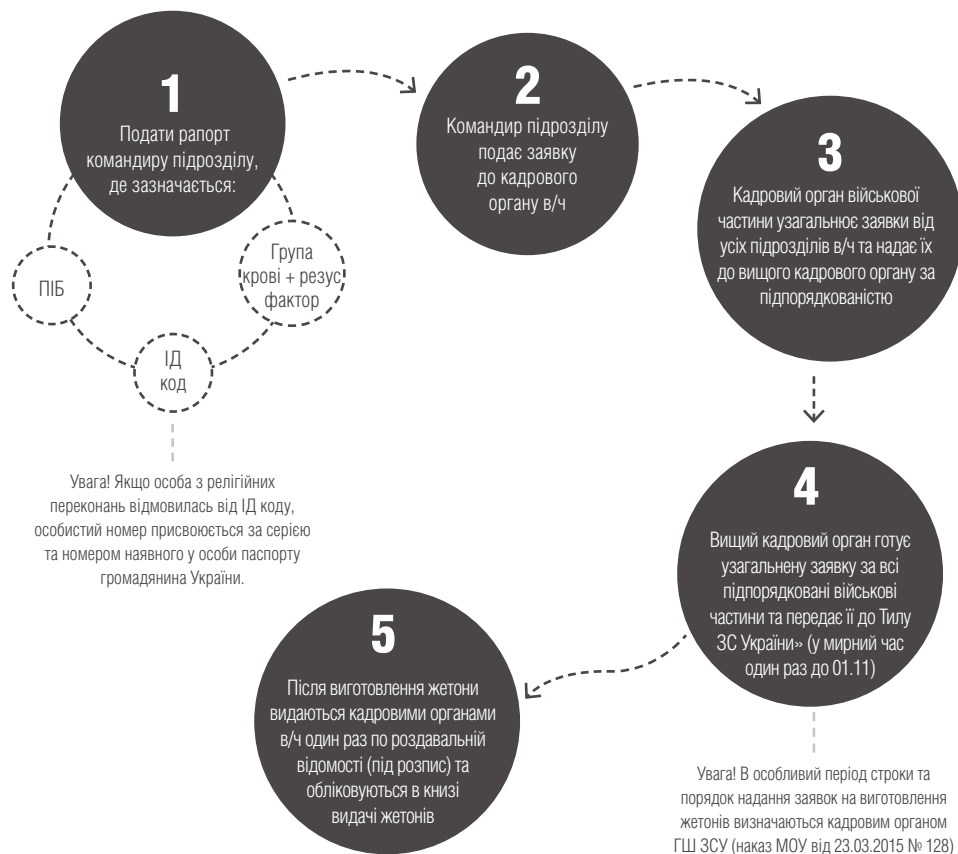 1
Подати рапорт
командиру підрозділу,
де зазначається:
ПІБ
ІД
код
Група
крові + резус
фактор
Увага! Якщо особа з релігійних
переконань відмовилась від ІД коду,
особистий номер присвоюється за серією
та номером наявного у особи паспорту
громадянина України.
2
Командир підрозділу
подає заявку
до кадрового
органу в/ч
3
Кадровий орган військової
частини узагальнює заявки від
усіх підрозділів в/ч та надає їх
до вищого кадрового органу за
підпорядкованістю
4
Вищий кадровий орган готує
узагальнену заявку за всі
підпорядковані військові
частини та передає її до Тилу
ЗС України» (у мирний час
один раз до 01.11)
Увага! В особливий період строки та
порядок надання заявок на виготовлення
жетонів визначаються кадровим органом
ГШ ЗСУ (наказ МОУ від 23.03.2015 № 128)
5
Після виготовлення жетони
видаються кадровими органами
в/ч один раз по роздавальній
відомості (під розпис) та
обліковуються в книзі
видачі жетонів